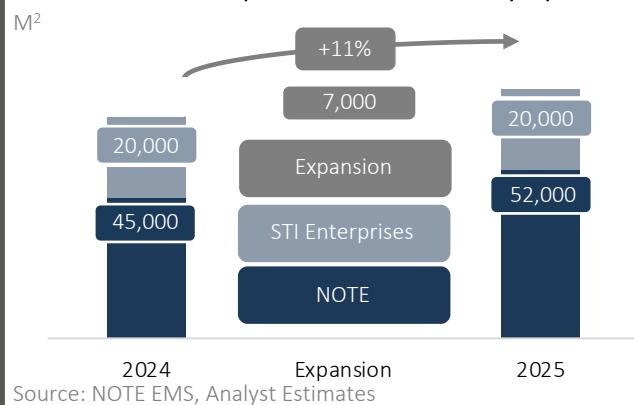 M²
+11%
7,000
20,000
20,000
Expansion
45,000
52,000
STI Enterprises
NOTE
2024
Expansion
2025
Source: NOTE EMS, Analyst Estimates